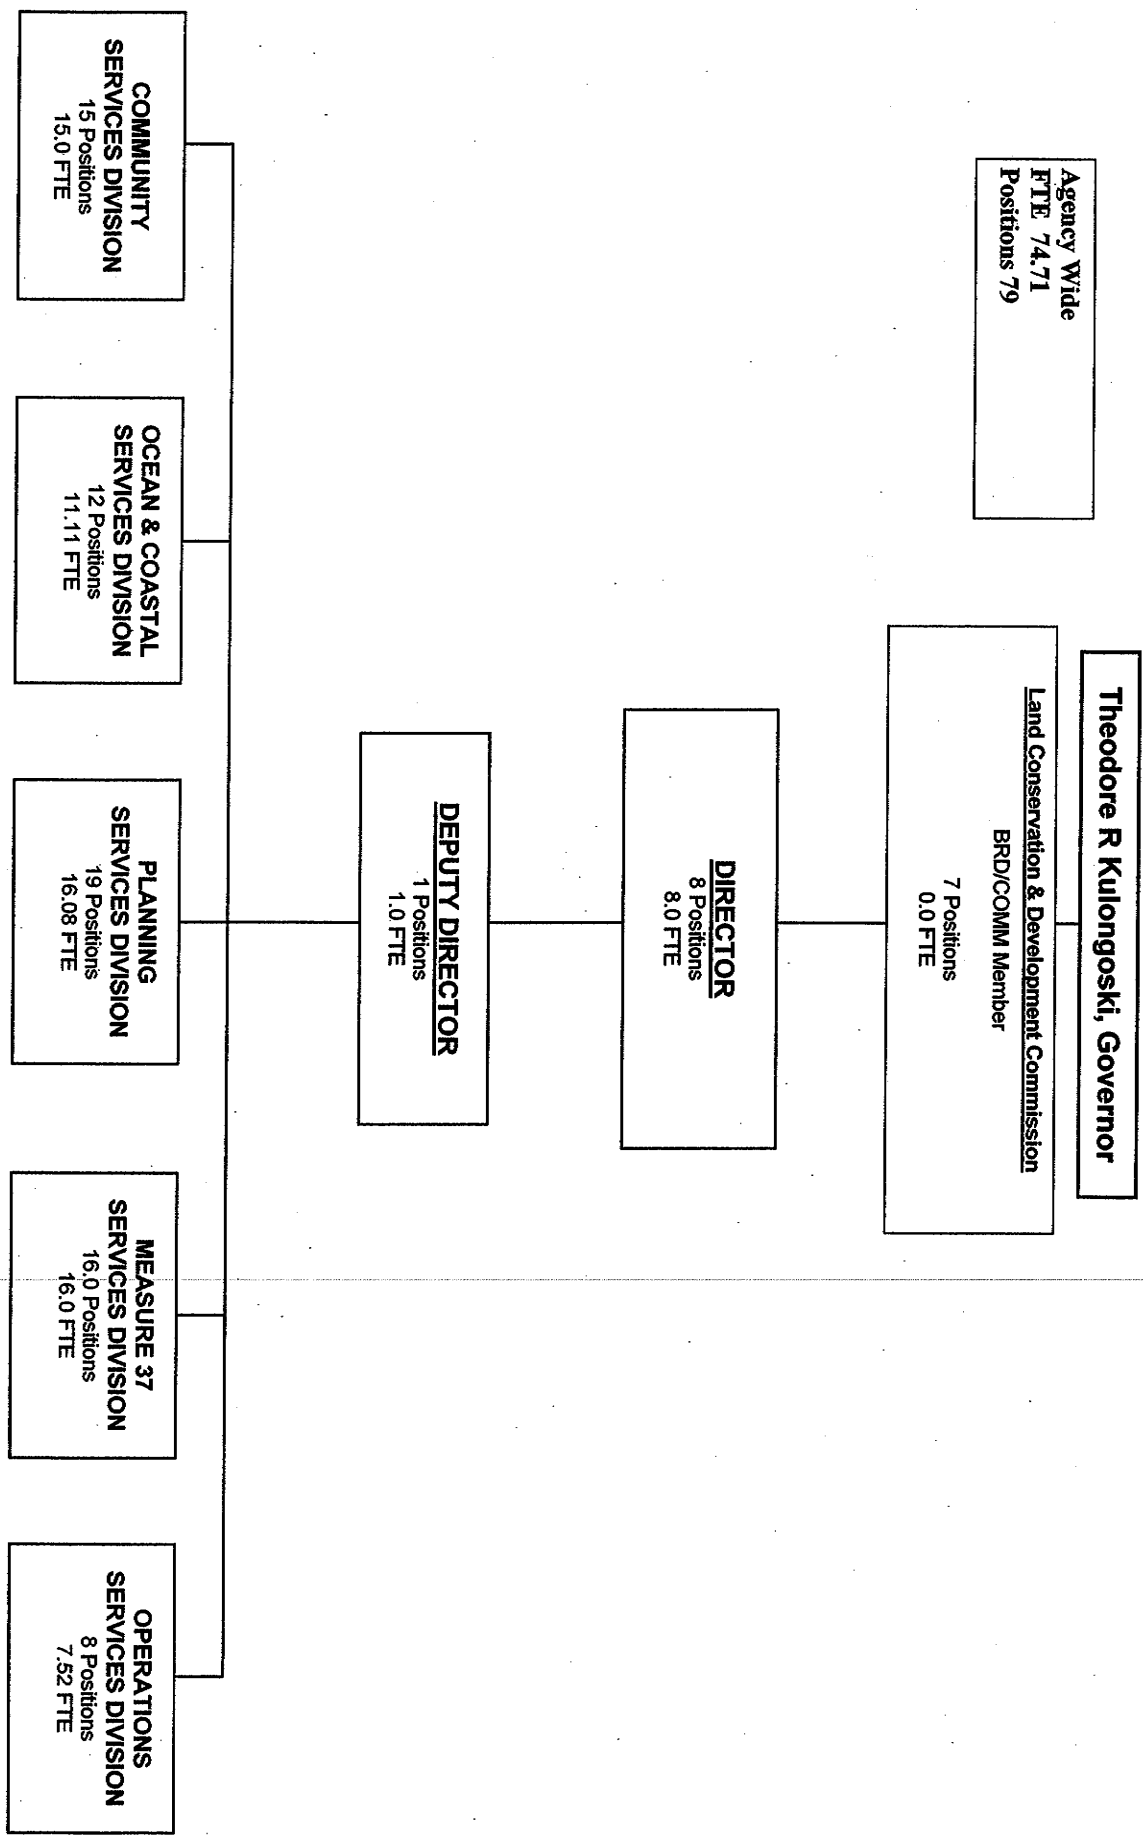 Theodore R Kulongoski, Governor
Agency Wide
FTE 74.71
Positions 79
Land Conservation & Development Commission
BRD/COMM Member
7 Positions
0.0 FTE
DIRECTOR
8 Positions
8.0 FTE
DEPUTY DIRECTOR
1 Positions
1.0 FTE
COMMUNITY
SERVICES DIVISION
15 Positions
15.0 FTE
OCEAN & COASTAL
SERVICES DIVISION
12 Positions
11.11 FTE
PLANNING
SERVICES DIVISION
19 Positions
16.08 FTE
MEASURE 37
SERVICES DIVISION
16.0 Positions
16.0 FTE
OPERATIONS
SERVICES DIVISION
8 Positions
7.52 FTE